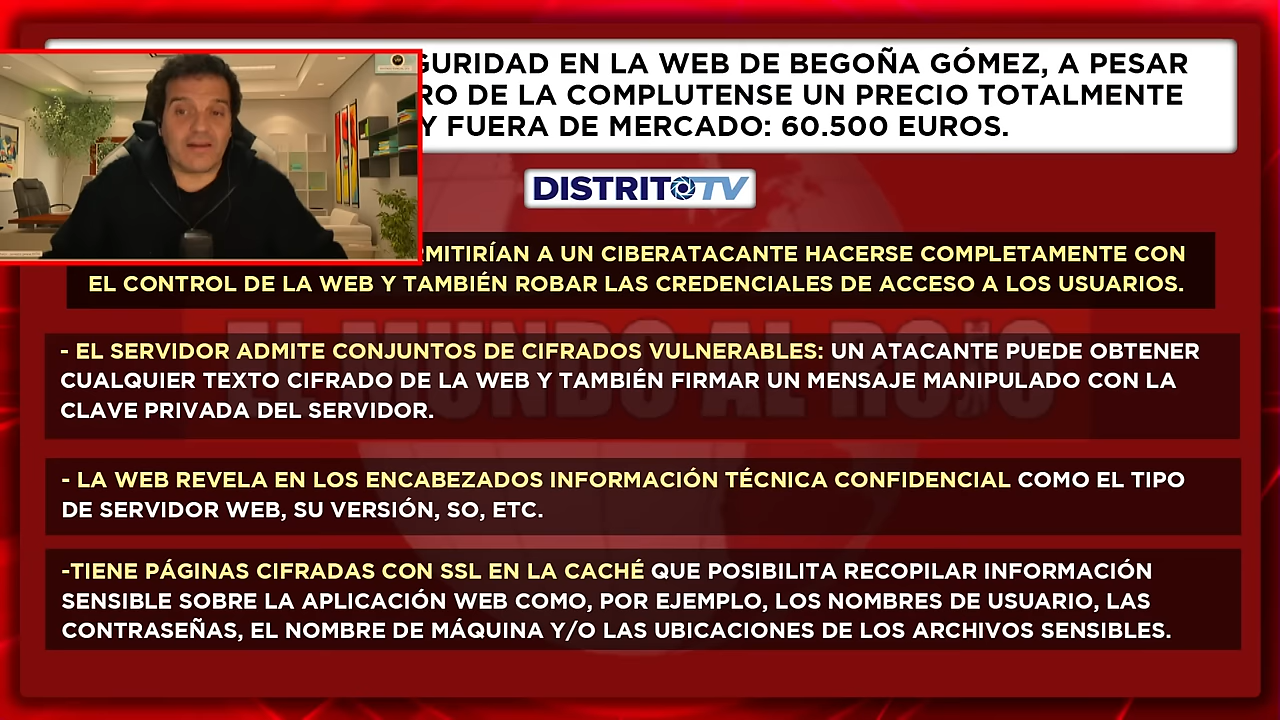 GURIDAD EN LA WEB DE BEGOÑA GÓMEZ, A PESAR
RO DE LA COMPLUTENSE UN PRECIO TOTALMENTE
Y FUERA DE MERCADO: 60.500 EUROS.
DISTRITOTV
RMITIRÍAN A UN CIBERATACANTE HACERSE COMPLETAMENTE CON
EL CONTROL DE LA WEB Y TAMBIÉN ROBAR LAS CREDENCIALES DE ACCESO A LOS USUARIOS.
EL MUNDO AL ROJO
- EL SERVIDOR ADMITE CONJUNTOS DE CIFRADOS VULNERABLES: UN ATACANTE PUEDE OBTENER
CUALQUIER TEXTO CIFRADO DE LA WEB Y TAMBIÉN FIRMAR UN MENSAJE MANIPULADO CON LA
CLAVE PRIVADA DEL SERVIDOR.
- LA WEB REVELA EN LOS ENCABEZADOS INFORMACIÓN TÉCNICA CONFIDENCIAL COMO EL TIPO
DE SERVIDOR WEB, SU VERSIÓN, SO, ETC.
-TIENE PÁGINAS CIFRADAS CON SSL EN LA CACHÉ QUE POSIBILITA RECOPILAR INFORMACIÓN
SENSIBLE SOBRE LA APLICACIÓN WEB COMO, POR EJEMPLO, LOS NOMBRES DE USUARIO, LAS
CONTRASEÑAS, EL NOMBRE DE MÁQUINA Y/O LAS UBICACIONES DE LOS ARCHIVOS SENSIBLES.